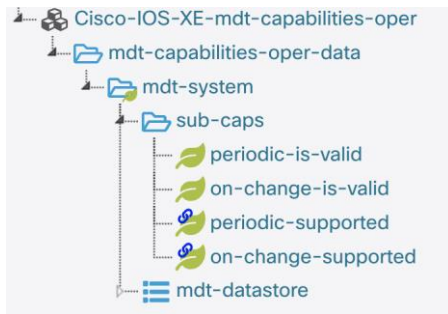 Cisco-IOS-XE-mdt-capabilities-oper
mdt-capabilities-oper-data
mdt-system
sub-caps
periodic-is-valid
on-change-is-valid
periodic-supported
on-change-supported
mdt-datastore